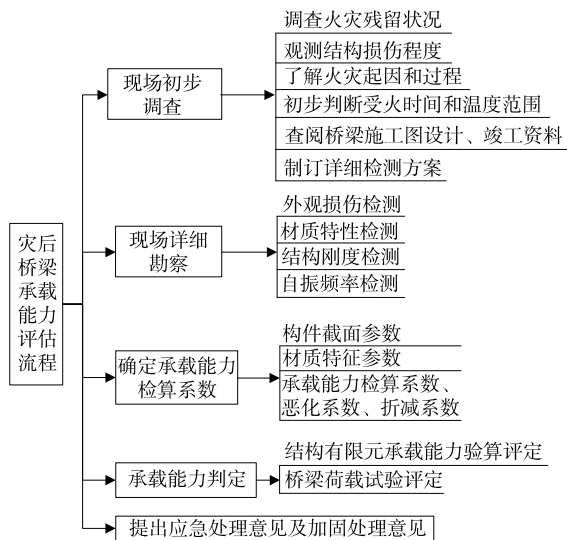 灾后
桥梁
承载
能力
评估
流程
现场初步
调查
调查火灾残留状况
观测结构损伤程度
了解火灾起因和过程
初步判断受火时间和温度范围
查阅桥梁施工图设计、竣工资料
制订详细检测方案
现场详细
勘察
外观损伤检测
材质特性检测
结构刚度检测
自振频率检测
确定承载能力
检算系数
构件截面参数
材质特征参数
承载能力检算系数、
恶化系数、折减系数
承载能力判定
结构有限元承载能力验算评定
桥梁荷载试验评定
提出应急处理意见及加固处理意见